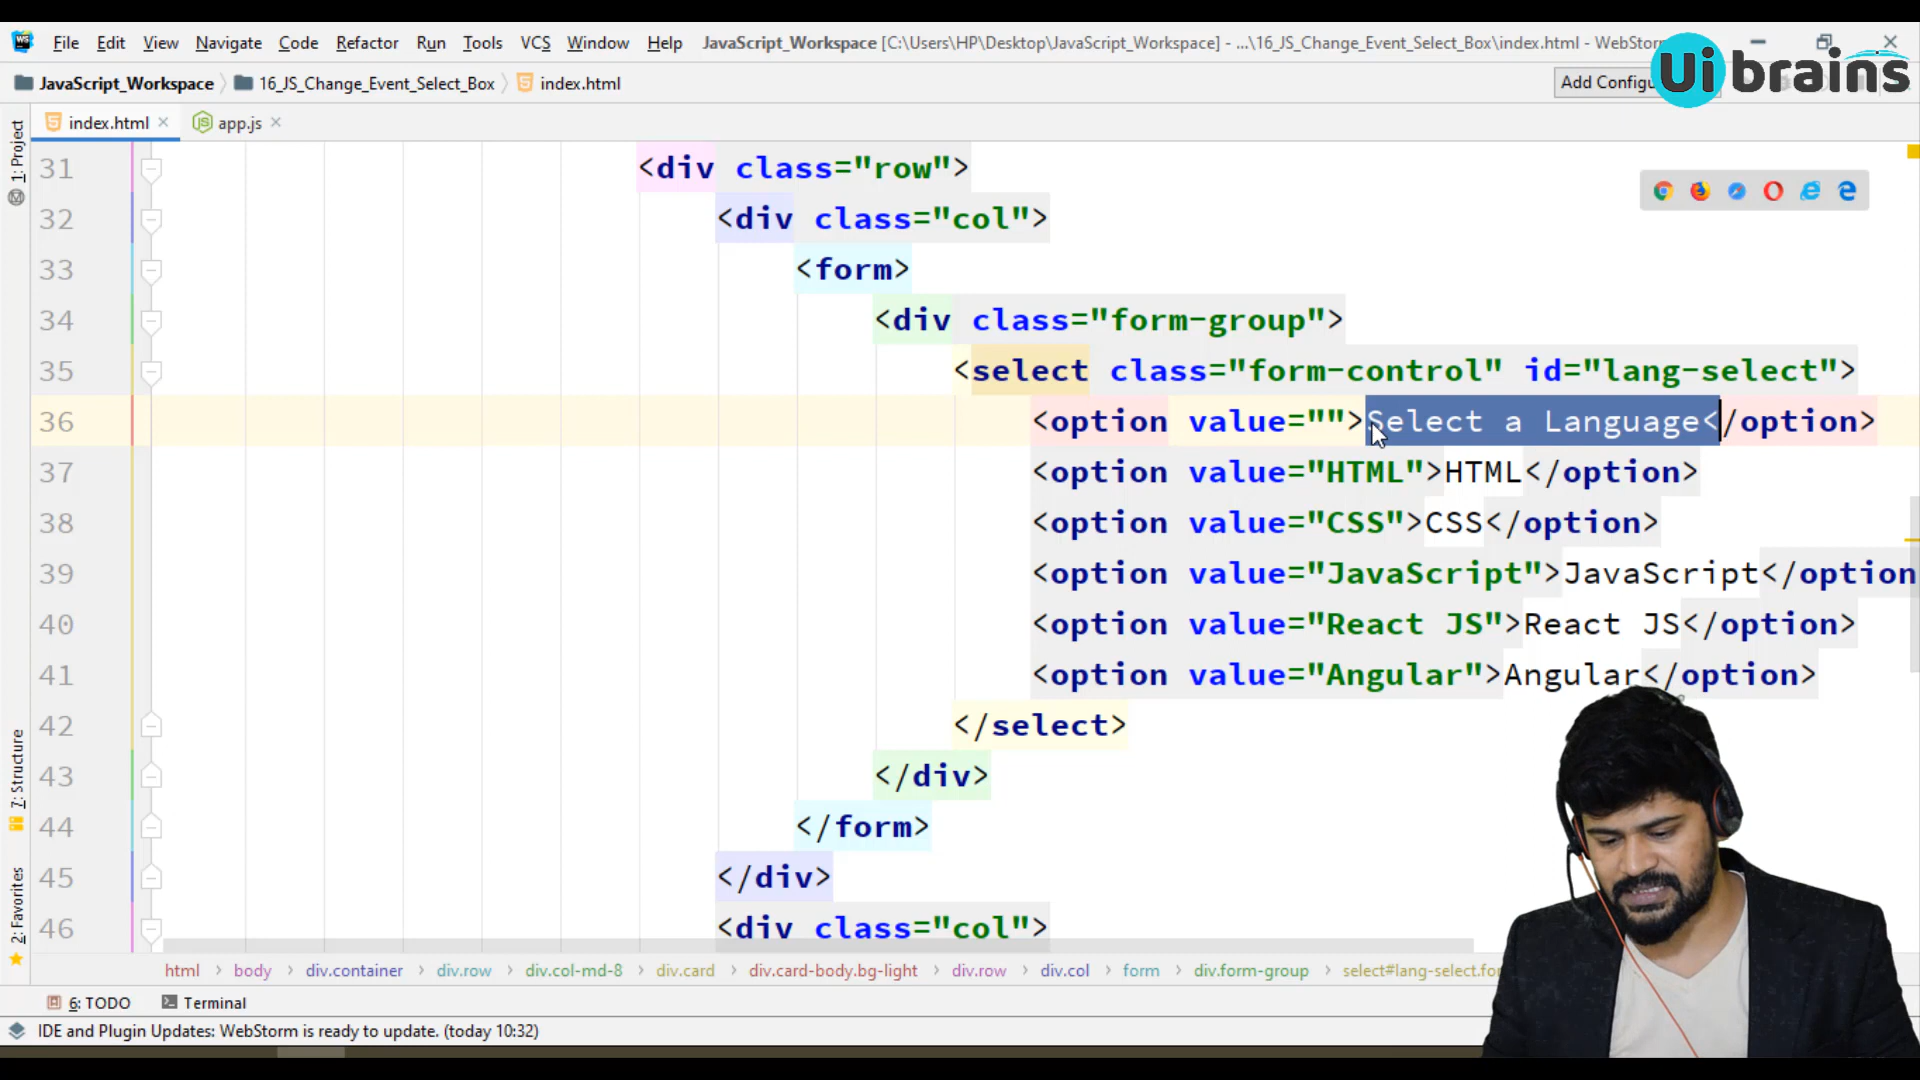 File Edit View Navigate Code Refactor Run Tools VCS Window Help JavaScript_Workspace [C:\Users\HP\Desktop\JavaScript_Workspace] - ...\16_JS_Change_Event_Select_Box\index.html - WebStorm
JavaScript_Workspace 16_JS_Change_Event_Select_Box index.html Add Configu
Ui brains
index.html app.js
1: Project
31 <div class="row">
32 <div class="col">
33 <form>
34 <div class="form-group">
35 <select class="form-control" id="lang-select">
36 <option value="">Select a Language</option>
37 <option value="HTML">HTML</option>
38 <option value="CSS">CSS</option>
39 <option value="JavaScript">JavaScript</option
40 <option value="React JS">React JS</option>
41 <option value="Angular">Angular</option>
42 </select>
43 </div>
44 </form>
45 </div>
46 <div class="col">
7: Structure
2: Favorites
html body div.container div.row div.col-md-8 div.card div.card-body.bg-light div.row div.col form div.form-group select#lang-select.for
6: TODO Terminal
IDE and Plugin Updates: WebStorm is ready to update. (today 10:32)